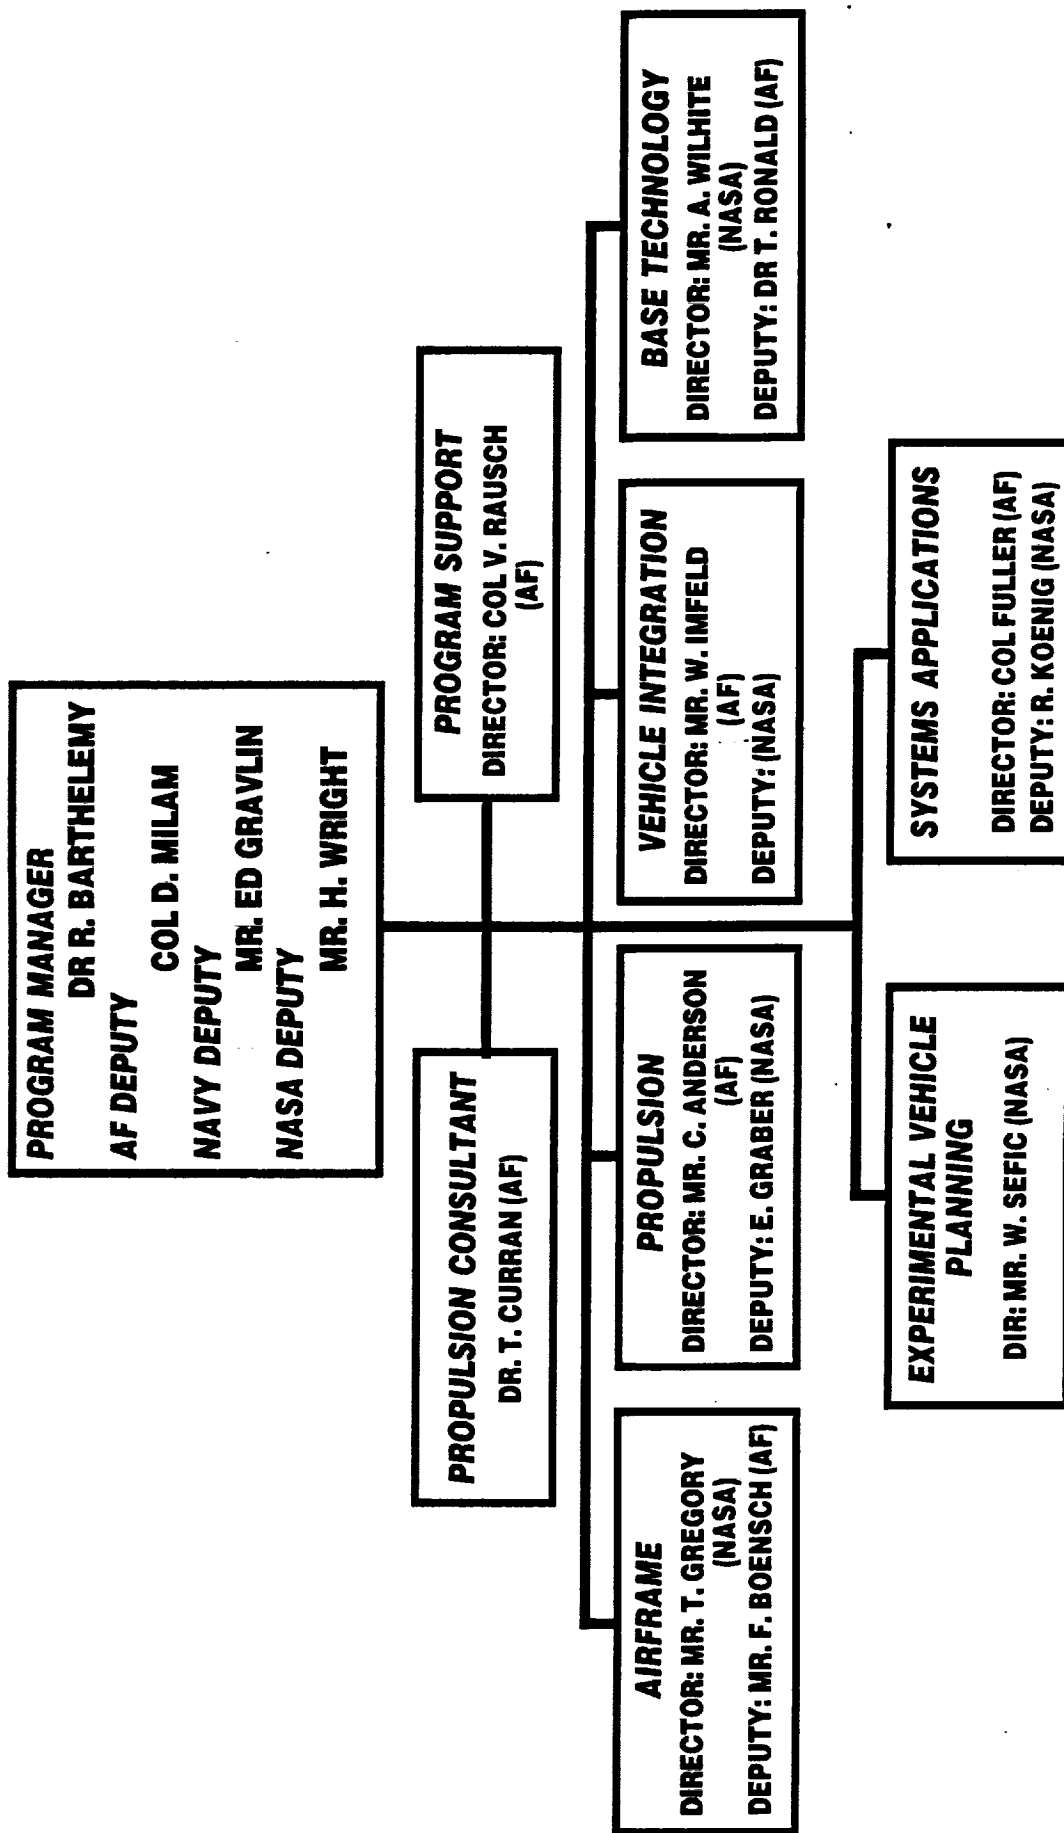 PROGRAM MANAGER
DR R. BARTHELEMY
AF DEPUTY
COL D. MILAM
NAVY DEPUTY
MR. ED GRAVLIN
NASA DEPUTY
MR. H. WRIGHT
PROPULSION CONSULTANT
DR. T. CURRAN (AF)
PROGRAM SUPPORT
DIRECTOR: COL V. RAUSCH
(AF)
AIRFRAME
DIRECTOR: MR. T. GREGORY
(NASA)
DEPUTY: MR. F. BOENSCH (AF)
PROPULSION
DIRECTOR: MR. C. ANDERSON
(AF)
DEPUTY: E. GRABER (NASA)
VEHICLE INTEGRATION
DIRECTOR: MR. W. IMFELD
(AF)
DEPUTY: (NASA)
BASE TECHNOLOGY
DIRECTOR: MR. A. WILHITE
(NASA)
DEPUTY: DR T. RONALD (AF)
EXPERIMENTAL VEHICLE
PLANNING
DIR: MR. W. SEFIC (NASA)
SYSTEMS APPLICATIONS
DIRECTOR: COL FULLER (AF)
DEPUTY: R. KOENIG (NASA)